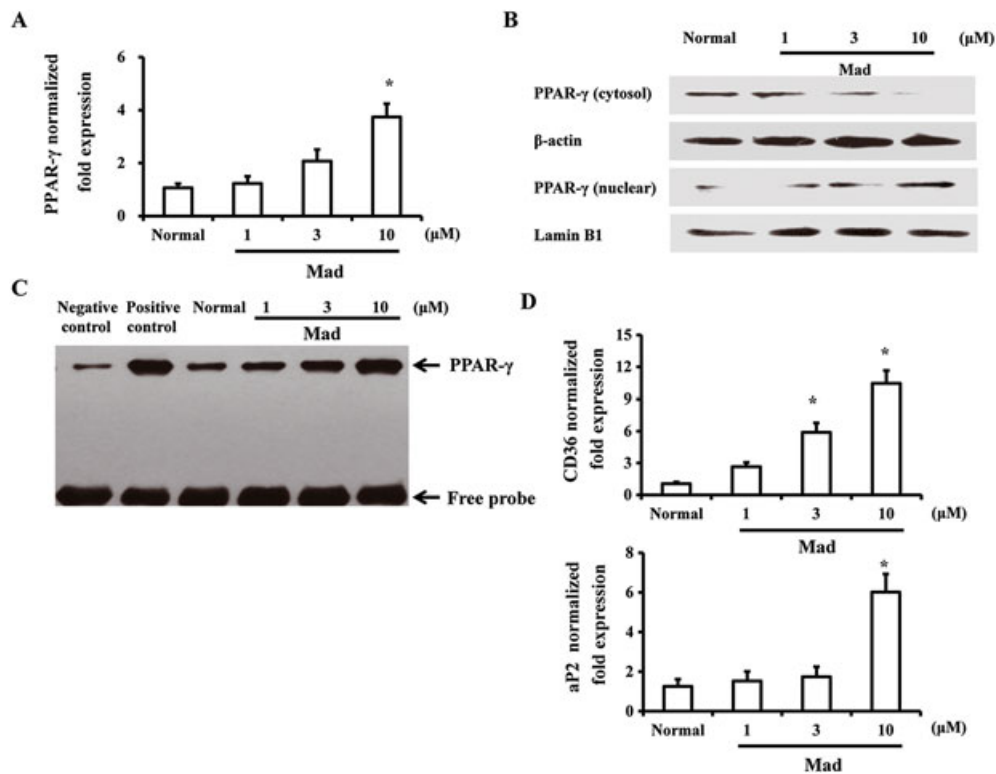 A
PPAR-γ normalized
fold expression
6
4
2
0
*
Normal
1
3
10
(μM)
Mad
B
Normal
1
3
10
(μM)
Mad
PPAR-γ (cytosol)
β-actin
PPAR-γ (nuclear)
Lamin B1
C
Negative
control
Positive
control
Normal
1
3
10
(μM)
Mad
PPAR-γ
Free probe
D
CD36 normalized
fold expression
15
12
9
6
3
0
*
*
Normal
1
3
10
(μM)
Mad
aP2 normalized
fold expression
8
6
4
2
0
*
Normal
1
3
10
(μM)
Mad